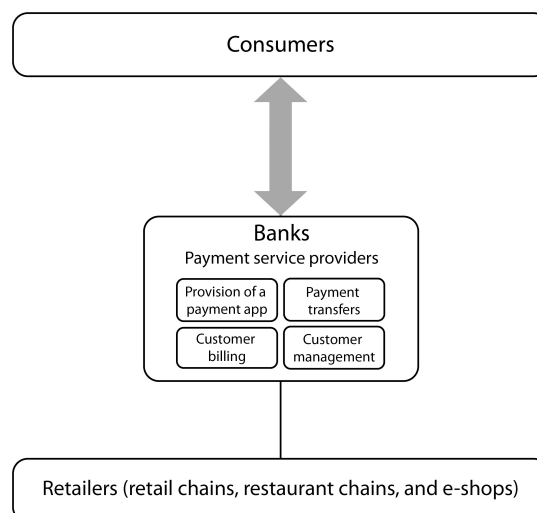 Consumers
Banks
Payment service providers
Provision of a
payment app
Payment
transfers
Customer
billing
Customer
management
Retailers (retail chains, restaurant chains, and e-shops)